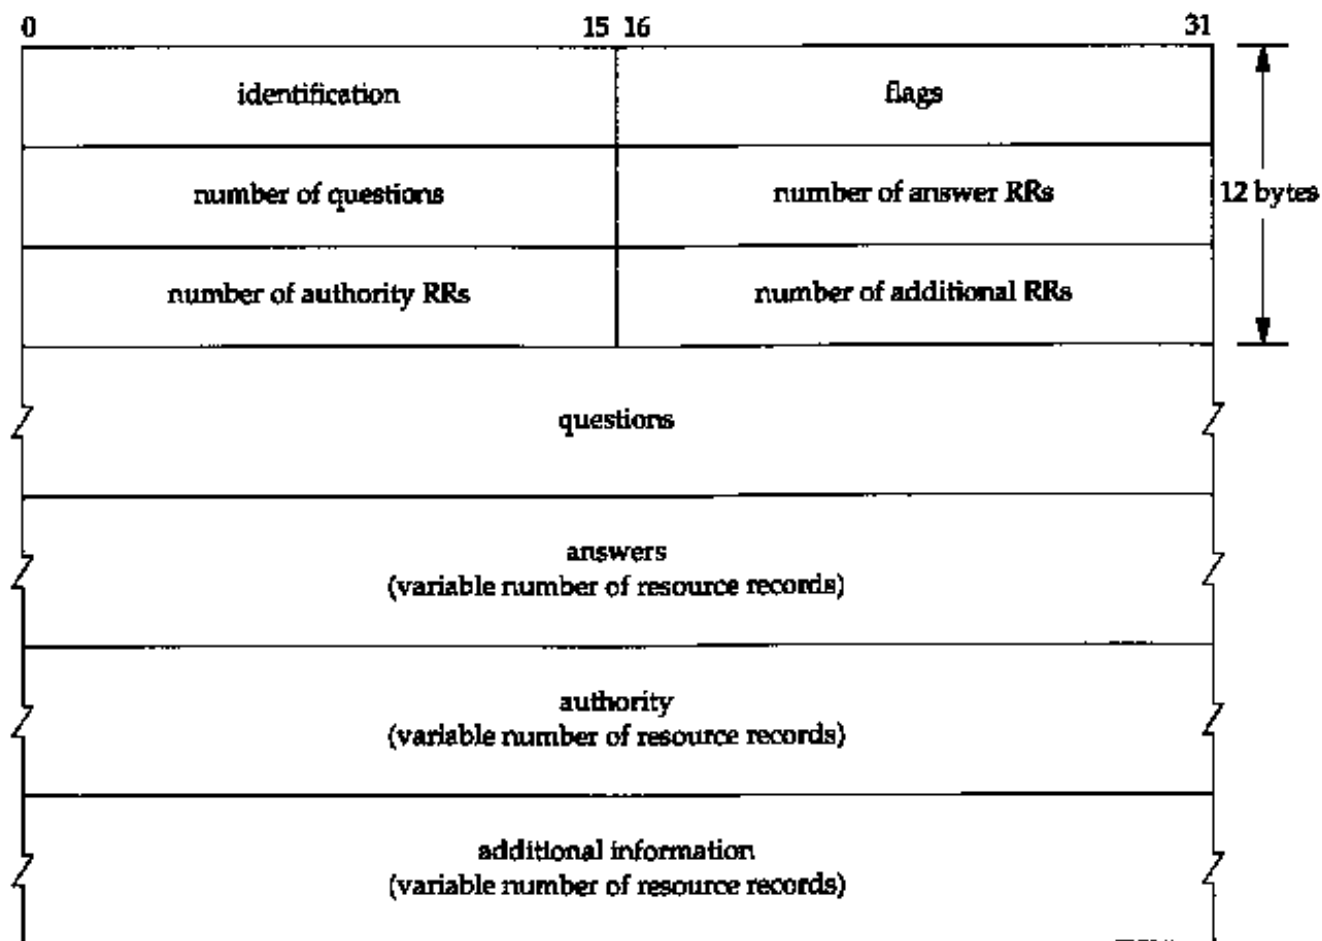 0 15 16 31
identification flags
number of questions number of answer RRs 12 bytes
number of authority RRs number of additional RRs
questions
answers
(variable number of resource records)
authority
(variable number of resource records)
additional information
(variable number of resource records)